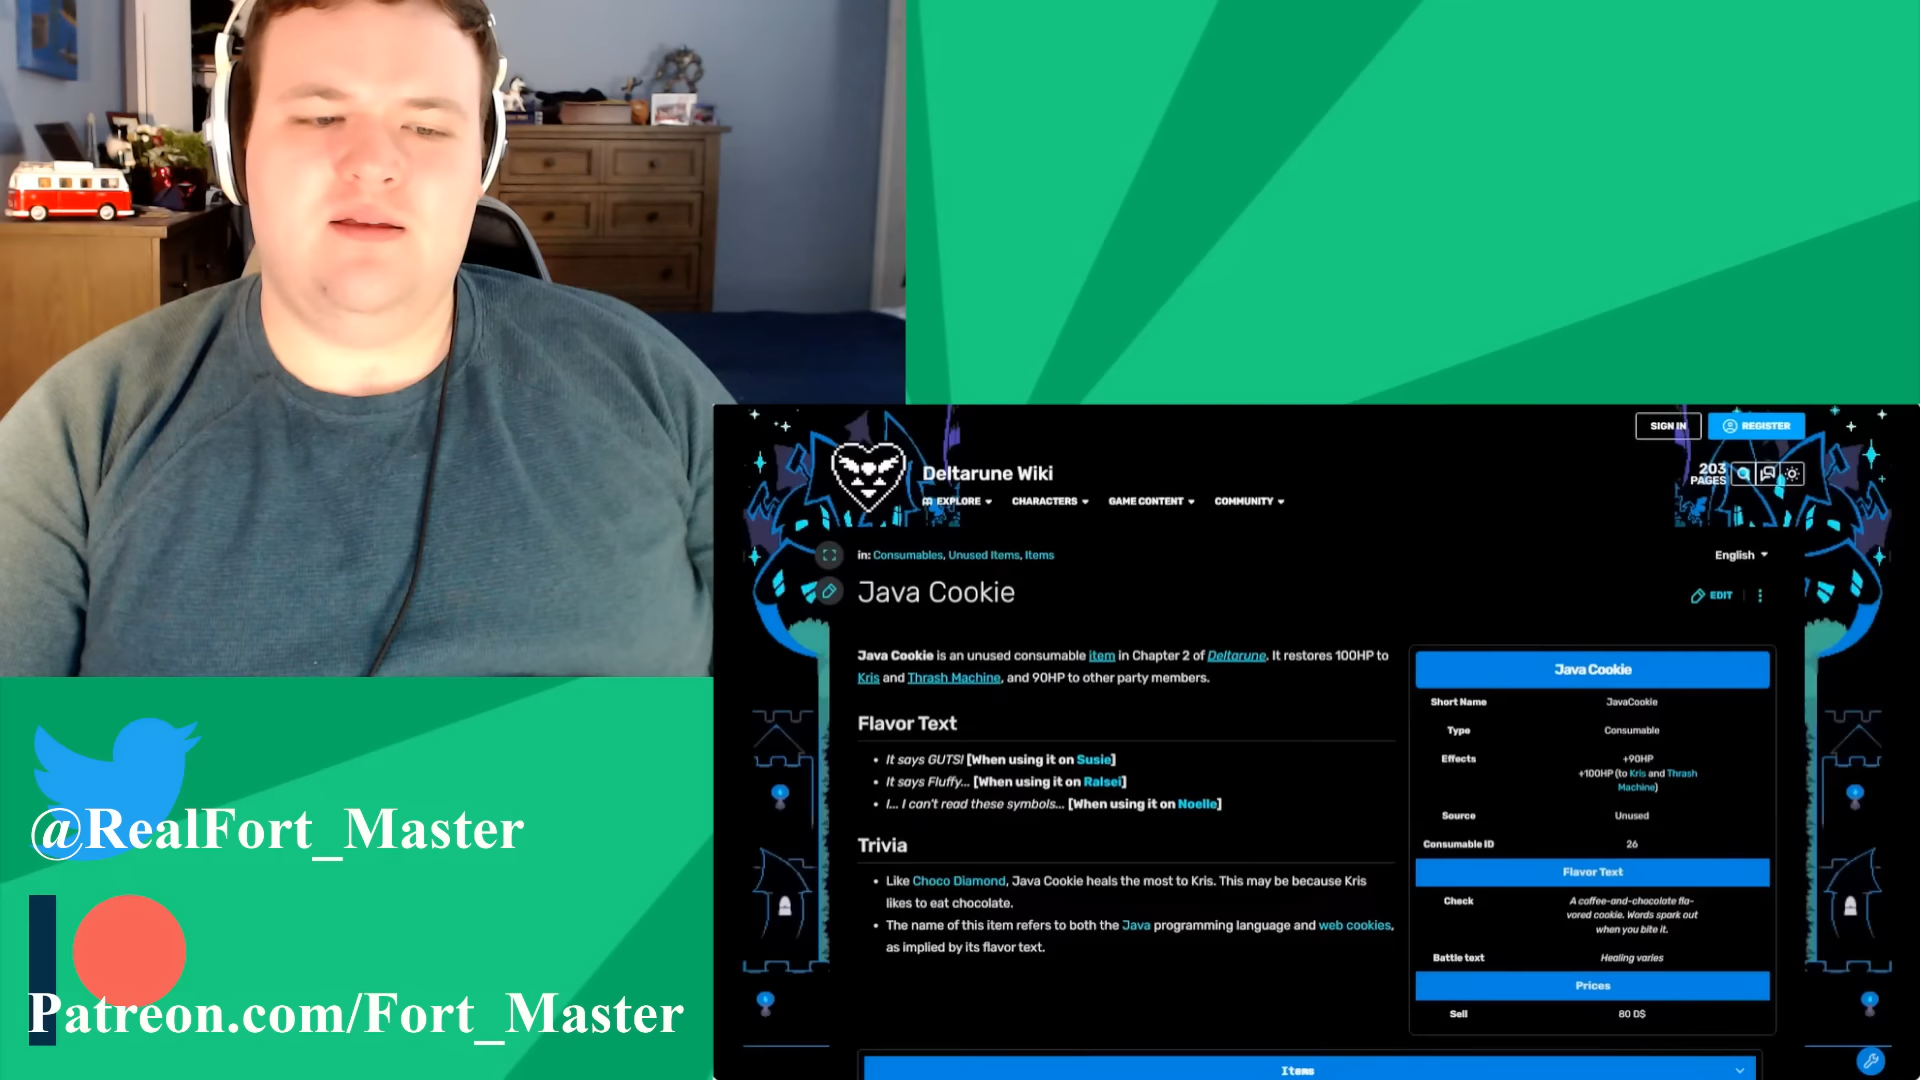 SIGN IN
REGISTER
Deltarune Wiki
203
PAGES
EXPLORE
CHARACTERS
GAME CONTENT
COMMUNITY
in: Consumables, Unused Items, Items
English
Java Cookie
EDIT
Java Cookie is an unused consumable item in Chapter 2 of Deltarune. It restores 100HP to
Kris and Thrash Machine, and 90HP to other party members.
Flavor Text
• It says GUTS! [When using it on Susie]
• It says Fluffy... [When using it on Ralsei]
• I... I can't read these symbols... [When using it on Noelle]
Trivia
• Like Choco Diamond, Java Cookie heals the most to Kris. This may be because Kris
likes to eat chocolate.
• The name of this item refers to both the Java programming language and web cookies,
as implied by its flavor text.
Java Cookie
Short Name JavaCookie
Type Consumable
Effects +90HP
+100HP (to Kris and Thrash
Machine)
Source Unused
Consumable ID 26
Flavor Text
Check A coffee-and-chocolate fla-
vored cookie. Words spark out
when you bite it.
Battle text Healing varies
Prices
Sell 80 D$
Items
@RealFort_Master
Patreon.com/Fort_Master